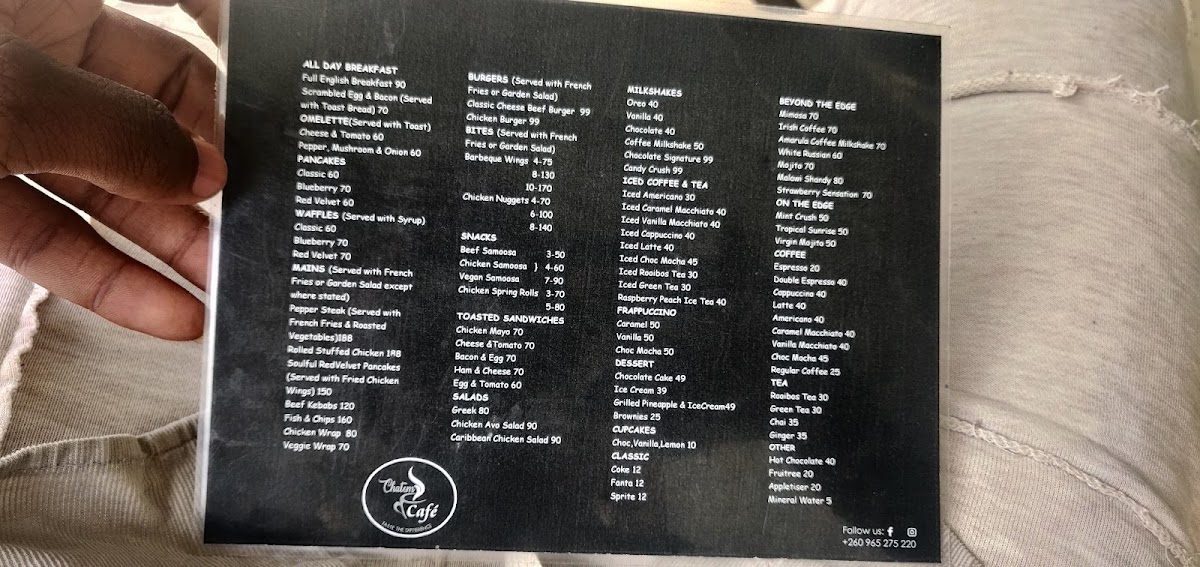 ALL DAY BREAKFAST
Full English Breakfast 90
Scrambled Egg & Bacon (Served
with Toast Bread) 70
OMELETTE(Served with Toast)
Cheese & Tomato 60
Pepper, Mushroom & Onion 60
PANCAKES
Classic 60
Blueberry 70
Red Velvet 60
WAFFLES (Served with Syrup)
Classic 60
Blueberry 70
Red Velvet 70
MAINS (Served with French
Fries or Garden Salad except
where stated)
Pepper Steak (Served with
French Fries & Roasted
Vegetables)188
Rolled Stuffed Chicken 188
Soulful RedVelvet Pancakes
(Served with Fried Chicken
Wings) 150
Beef Kebabs 120
Fish & Chips 160
Chicken Wrap 80
Veggie Wrap 70
BURGERS (Served with French
Fries or Garden Salad)
Classic Cheese Beef Burger 99
Chicken Burger 99
BITES (Served with French
Fries or Garden Salad)
Barbeque Wings 4-75
8-130
10-170
Chicken Nuggets 4-70
6-100
8-140
SNACKS
Beef Samoosa 3-50
Chicken Samoosa } 4-60
Vegan Samoosa 7-90
Chicken Spring Rolls 3-70
5-80
TOASTED SANDWICHES
Chicken Mayo 70
Cheese &Tomato 70
Bacon & Egg 70
Ham & Cheese 70
Egg & Tomato 60
SALADS
Greek 80
Chicken Avo Salad 90
Caribbean Chicken Salad 90
MILKSHAKES
Oreo 40
Vanilla 40
Chocolate 40
Coffee Milkshake 50
Chocolate Signature 99
Candy Crush 99
ICED COFFEE & TEA
Iced Americano 30
Iced Caramel Macchiato 40
Iced Vanilla Macchiato 40
Iced Cappuccino 40
Iced Latte 40
Iced Choc Mocha 45
Iced Rooibos Tea 30
Iced Green Tea 30
Raspberry Peach Ice Tea 40
FRAPPUCCINO
Caramel 50
Vanilla 50
Choc Mocha 50
DESSERT
Chocolate Cake 49
Ice Cream 39
Grilled Pineapple & IceCream49
Brownies 25
CUPCAKES
Choc,Vanilla,Lemon 10
CLASSIC
Coke 12
Fanta 12
Sprite 12
BEYOND THE EDGE
Mimosa 70
Irish Coffee 70
Amarula Coffee Milkshake 70
White Russian 60
Mojito 70
Malawi Shandy 80
Strawberry Sensation 70
ON THE EDGE
Mint Crush 50
Tropical Sunrise 50
Virgin Mojito 50
COFFEE
Espresso 20
Double Espresso 40
Cappuccino 40
Latte 40
Americano 40
Caramel Macchiato 40
Vanilla Macchiato 40
Choc Mocha 45
Regular Coffee 25
TEA
Rooibos Tea 30
Green Tea 30
Chai 35
Ginger 35
OTHER
Hot Chocolate 40
Fruitree 20
Appletiser 20
Mineral Water 5
Café
THE DIFFERENCE
Follow us:
+260 965 275 220